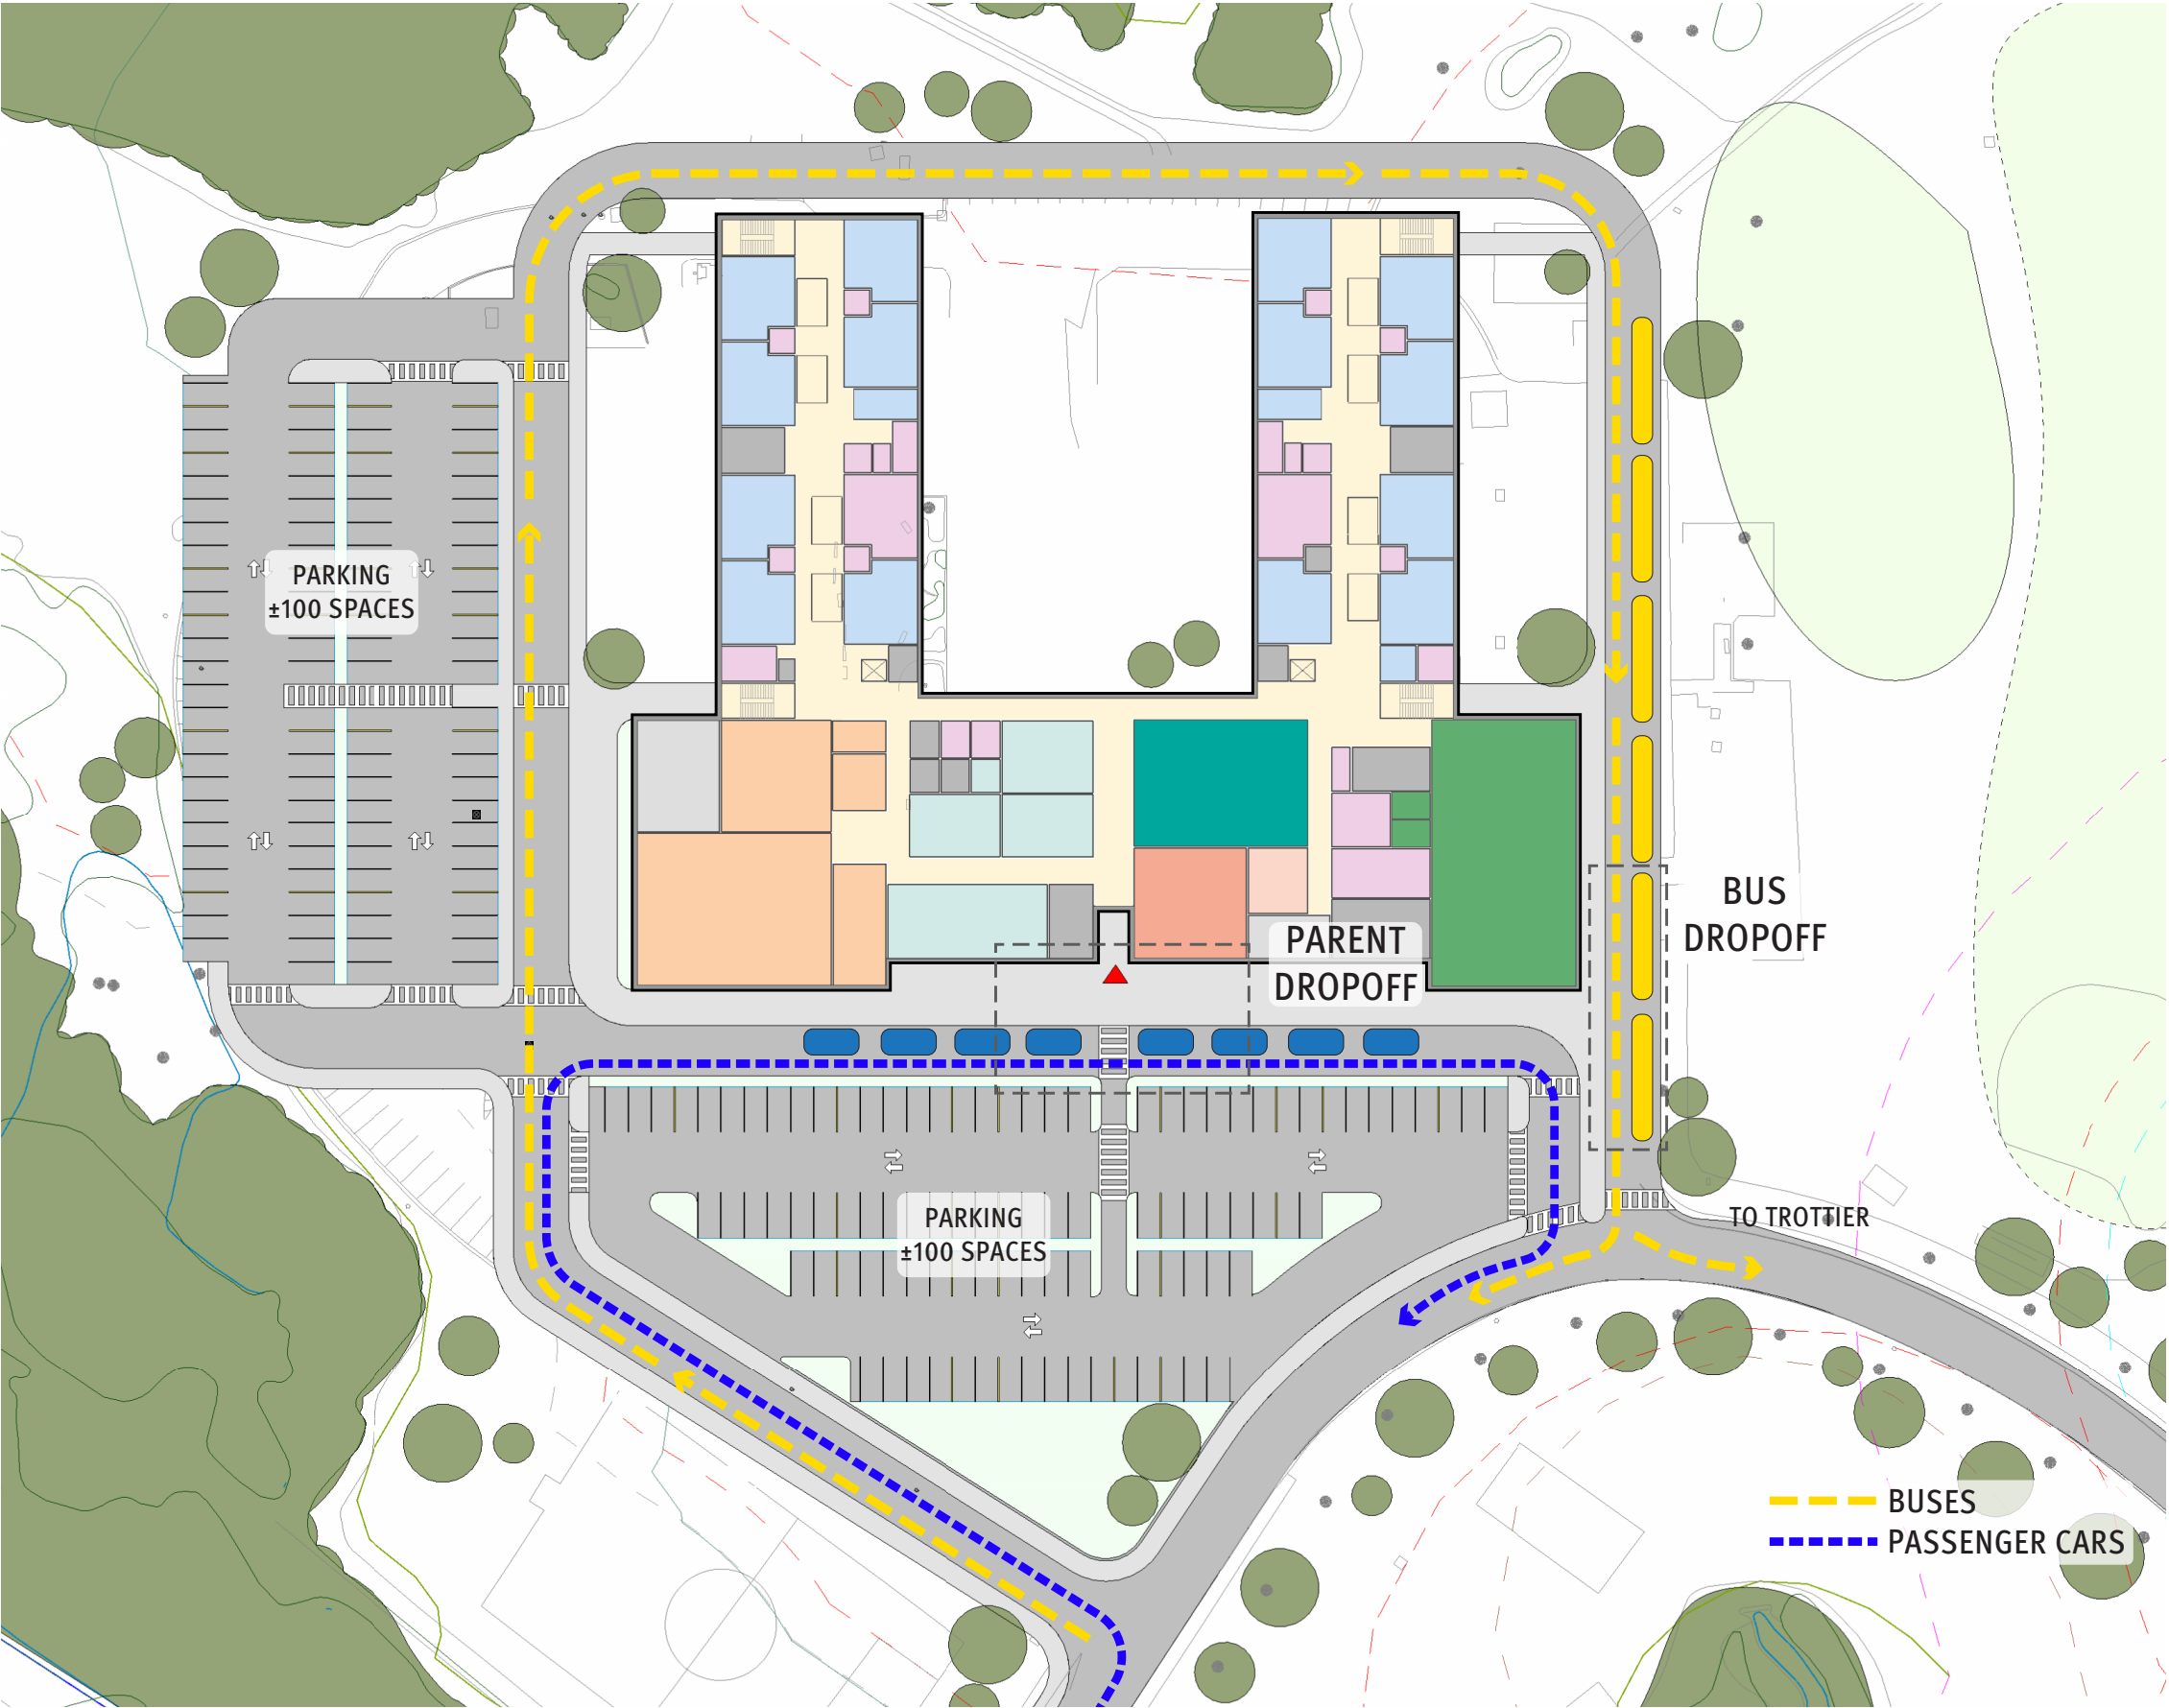 PARKING
±100 SPACES
BUS
DROPOFF
PARENT
DROPOFF
PARKING
±100 SPACES
TO TROTTIER
BUSES
PASSENGER CARS